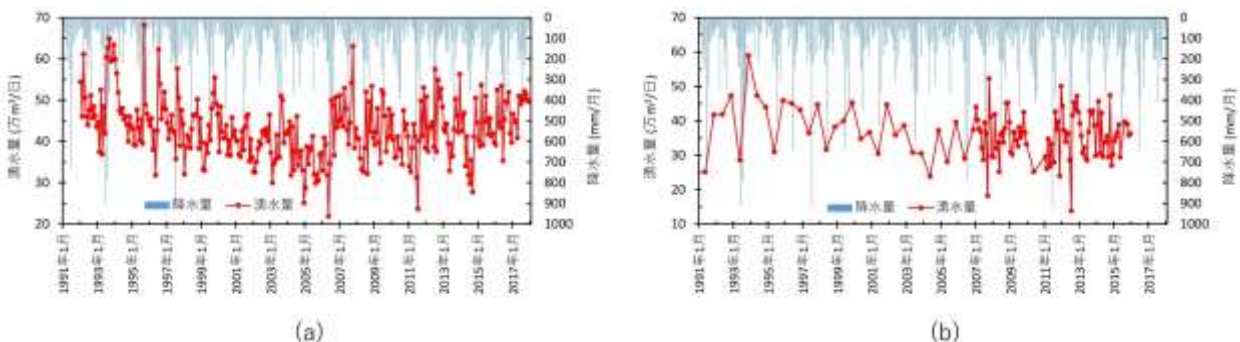 70
60
50
40
30
20
湧水量 (万m³/日)
0
100
200
300
400
500
600
700
800
900
1000
降水量 (mm/月)
降水量
湧水量
1991年1月
1993年1月
1995年1月
1997年1月
1999年1月
2001年1月
2003年1月
2005年1月
2007年1月
2009年1月
2011年1月
2013年1月
2015年1月
2017年1月
(a)
70
60
50
40
30
20
10
湧水量 (万m³/日)
0
100
200
300
400
500
600
700
800
900
1000
降水量 (mm/月)
降水量
湧水量
1991年1月
1993年1月
1995年1月
1997年1月
1999年1月
2001年1月
2003年1月
2005年1月
2007年1月
2009年1月
2011年1月
2013年1月
2015年1月
2017年1月
(b)